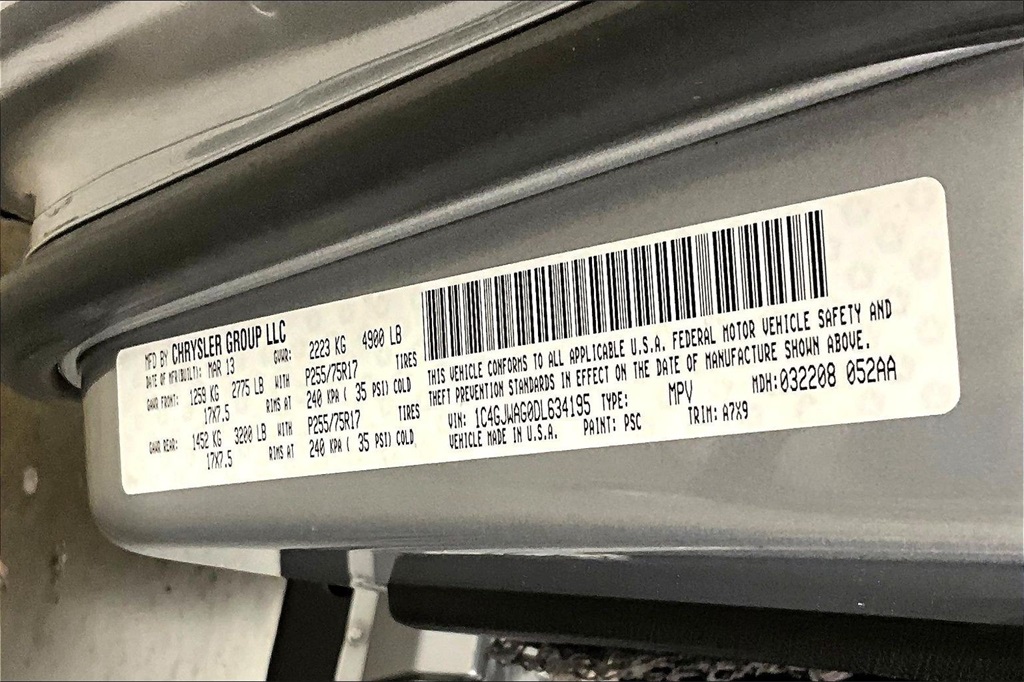 MFD BY CHRYSLER GROUP LLC
DATE OF MFR(BUILT): MAR 13 GVWR: 2223 KG 4900 LB
GAWR FRONT: 1259 KG 2775 LB WITH P255/75R17 TIRES
17X7.5 RIMS AT 240 KPA ( 35 PSI) COLD
GAWR REAR: 1452 KG 3200 LB WITH P255/75R17 TIRES
17X7.5 RIMS AT 240 KPA ( 35 PSI) COLD
THIS VEHICLE CONFORMS TO ALL APPLICABLE U.S.A. FEDERAL MOTOR VEHICLE SAFETY AND
THEFT PREVENTION STANDARDS IN EFFECT ON THE DATE OF MANUFACTURE SHOWN ABOVE.
VIN: 1C4GJWAG0DL634195 TYPE: MPV MDH:032208 052AA
VEHICLE MADE IN U.S.A. PAINT: PSC TRIM: A7X9